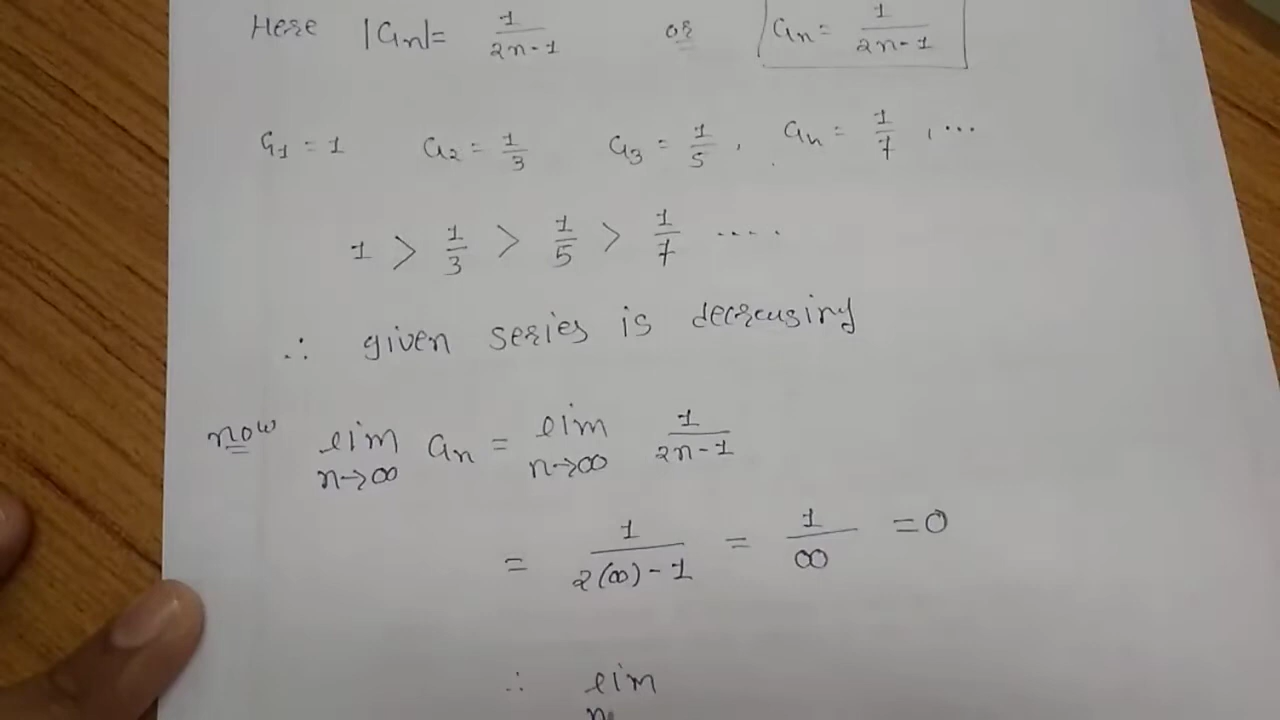 Here |an| = 1/2n-1 or an = 1/2n-1
a1 = 1 a2 = 1/3 a3 = 1/5 , an = 1/7 , ...
1 > 1/3 > 1/5 > 1/7 ....
∴ given series is decreasing
now lim n→∞ an = lim n→∞ 1/2n-1
= 1/2(∞)-1 = 1/∞ = 0
∴ lim
n